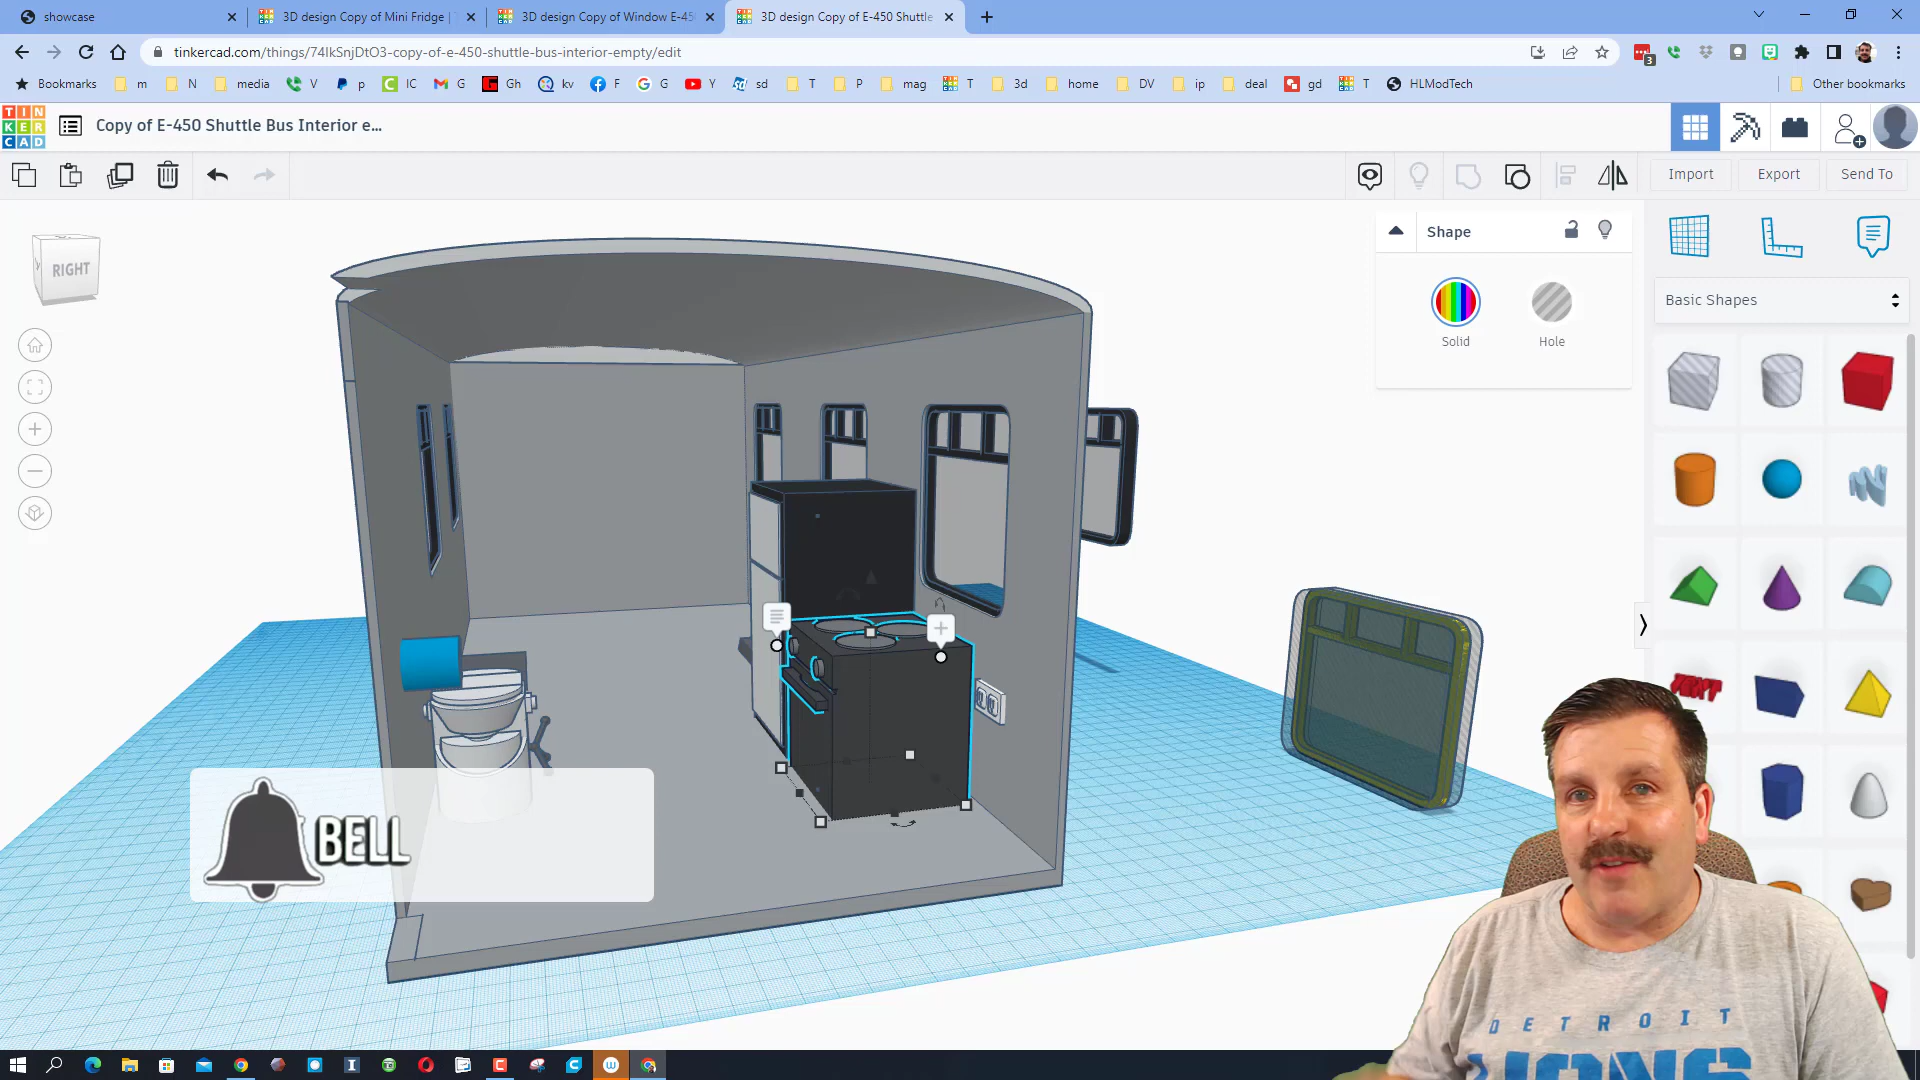 showcase
3D design Copy of Mini Fridge |
3D design Copy of Window E-45
3D design Copy of E-450 Shuttle
tinkercad.com/things/74lkSnjDtO3-copy-of-e-450-shuttle-bus-interior-empty/edit
3
Bookmarks m N media V p IC G Gh kv F G Y sd T P mag T 3d home DV ip deal gd T HLModTech Other bookmarks
TIN
KER
CAD
Copy of E-450 Shuttle Bus Interior e...
Import Export Send To
RIGHT
Shape
Solid Hole
Basic Shapes
TEXT
BELL
DETROIT
LIONS